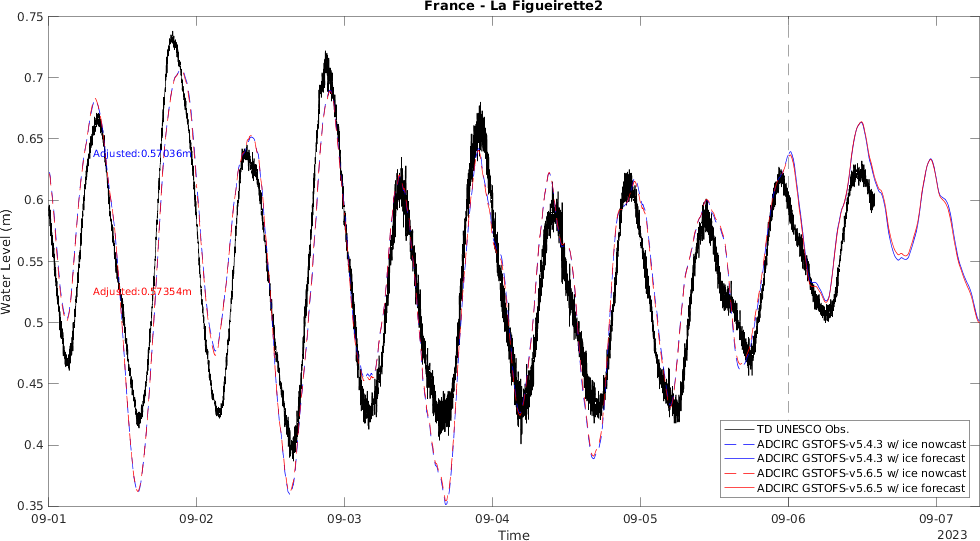 France - La Figueirette2
Water Level (m)
0.75
0.7
0.65
0.6
0.55
0.5
0.45
0.4
0.35
Adjusted:0.57036m
Adjusted:0.57354m
TD UNESCO Obs.
ADCIRC GSTOFS-v5.4.3 w/ ice nowcast
ADCIRC GSTOFS-v5.4.3 w/ ice forecast
ADCIRC GSTOFS-v5.6.5 w/ ice nowcast
ADCIRC GSTOFS-v5.6.5 w/ ice forecast
09-01 09-02 09-03 09-04 09-05 09-06 09-07
Time
2023